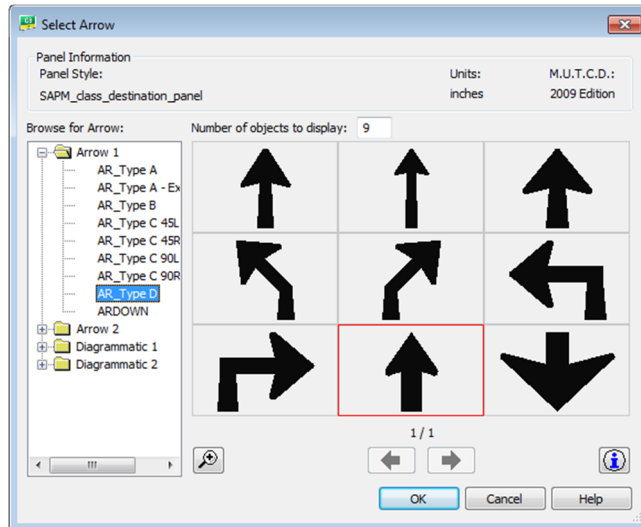 Select Arrow
Panel Information
Panel Style:
Units:
M.U.T.C.D.:
SAPM_class_destination_panel
inches
2009 Edition
Browse for Arrow:
Number of objects to display: 9
Arrow 1
AR_Type A
AR_Type A - Ex
AR_Type B
AR_Type C 45L
AR_Type C 45R
AR_Type C 90L
AR_Type C 90R
AR_Type D
ARDOWN
Arrow 2
Diagrammatic 1
Diagrammatic 2
1 / 1
OK
Cancel
Help